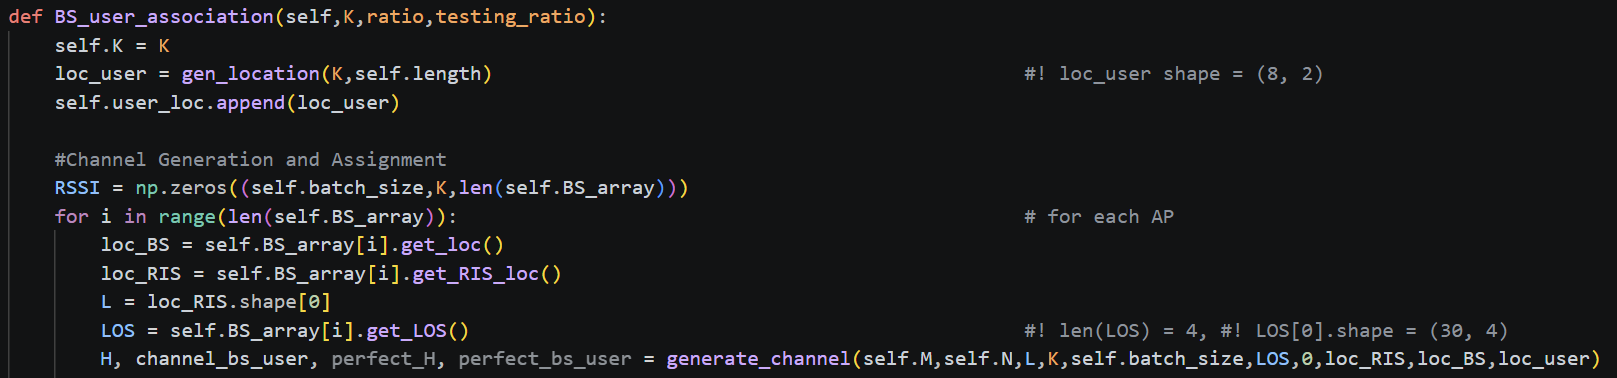 def BS_user_association(self,K,ratio,testing_ratio):
    self.K = K
    loc_user = gen_location(K,self.length)                                              #! loc_user shape = (8, 2)
    self.user_loc.append(loc_user)

    #Channel Generation and Assignment
    RSSI = np.zeros((self.batch_size,K,len(self.BS_array)))
    for i in range(len(self.BS_array)):                                                 # for each AP
        loc_BS = self.BS_array[i].get_loc()
        loc_RIS = self.BS_array[i].get_RIS_loc()
        L = loc_RIS.shape[0]
        LOS = self.BS_array[i].get_LOS()                                                #! len(LOS) = 4, #! LOS[0].shape = (30, 4)
        H, channel_bs_user, perfect_H, perfect_bs_user = generate_channel(self.M,self.N,L,K,self.batch_size,LOS,0,loc_RIS,loc_BS,loc_user)